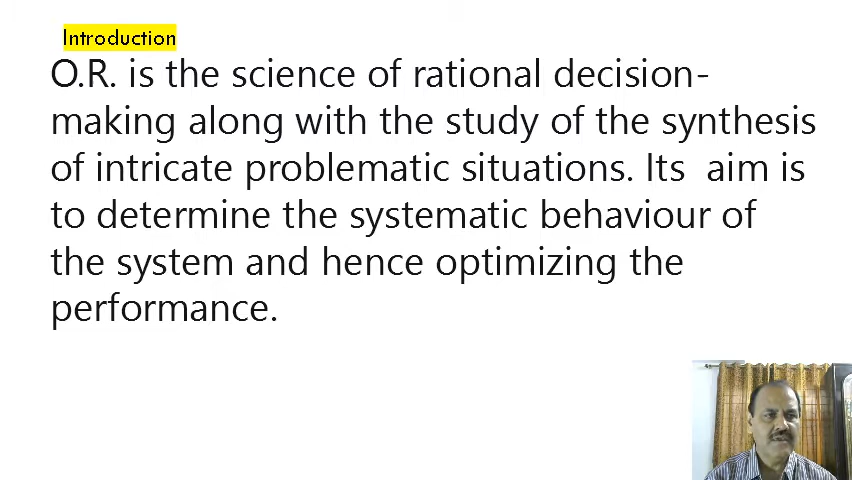 Introduction
O.R. is the science of rational decision-
making along with the study of the synthesis
of intricate problematic situations. Its  aim is
to determine the systematic behaviour of
the system and hence optimizing the
performance.